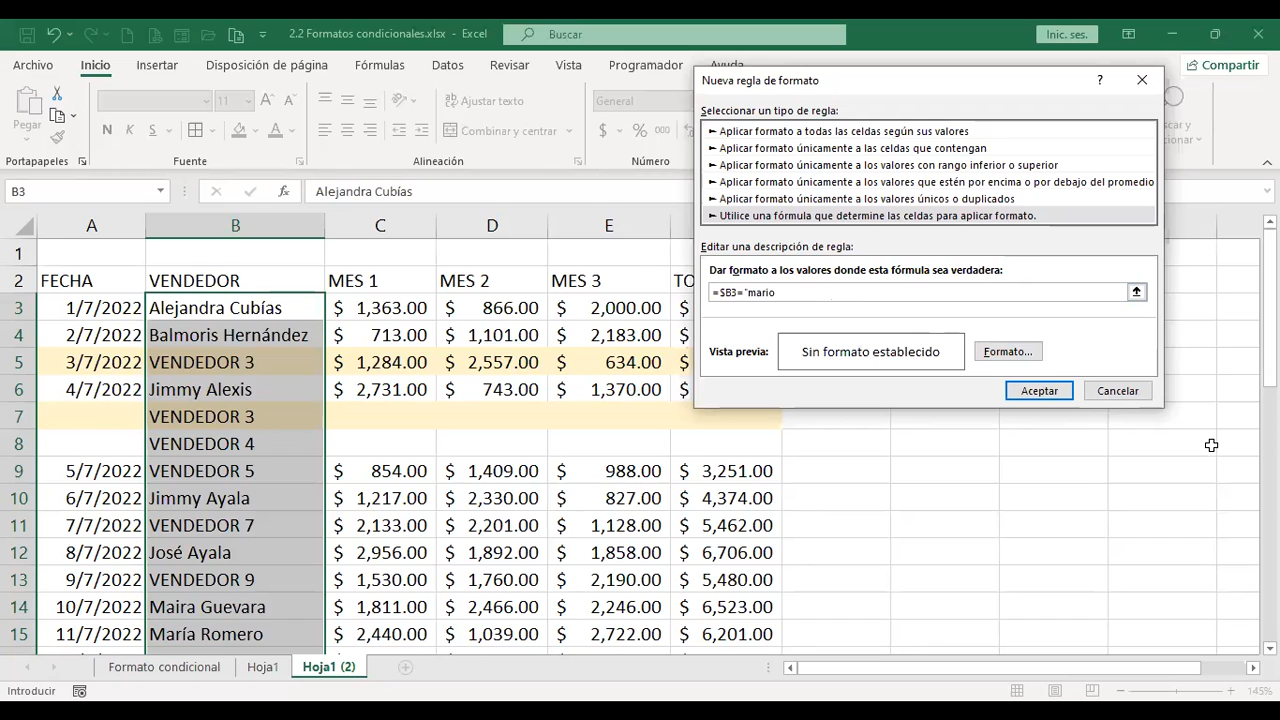 2.2 Formatos condicionales.xlsx - Excel
Buscar
Inic. ses.
Archivo Inicio Insertar Disposición de página Fórmulas Datos Revisar Vista Programador Ayuda Compartir
Pegar
11
Ajustar texto
General
N K S
Combinar y centrar
$ % 000
Portapapeles Fuente Alineación Número
Nueva regla de formato
Seleccionar un tipo de regla:
► Aplicar formato a todas las celdas según sus valores
► Aplicar formato únicamente a las celdas que contengan
► Aplicar formato únicamente a los valores con rango inferior o superior
► Aplicar formato únicamente a los valores que estén por encima o por debajo del promedio
► Aplicar formato únicamente a los valores únicos o duplicados
► Utilice una fórmula que determine las celdas para aplicar formato.
Editar una descripción de regla:
Dar formato a los valores donde esta fórmula sea verdadera:
=$B3="mario
Vista previa: Sin formato establecido Formato...
Aceptar Cancelar
B3 fx Alejandra Cubías
A B C D E
1
2 FECHA VENDEDOR MES 1 MES 2 MES 3 TO
3 1/7/2022 Alejandra Cubías $ 1,363.00 $ 866.00 $ 2,000.00 $
4 2/7/2022 Balmoris Hernández $ 713.00 $ 1,101.00 $ 2,183.00 $
5 3/7/2022 VENDEDOR 3 $ 1,284.00 $ 2,557.00 $ 634.00 $
6 4/7/2022 Jimmy Alexis $ 2,731.00 $ 743.00 $ 1,370.00 $
7 VENDEDOR 3
8 VENDEDOR 4
9 5/7/2022 VENDEDOR 5 $ 854.00 $ 1,409.00 $ 988.00 $ 3,251.00
10 6/7/2022 Jimmy Ayala $ 1,217.00 $ 2,330.00 $ 827.00 $ 4,374.00
11 7/7/2022 VENDEDOR 7 $ 2,133.00 $ 2,201.00 $ 1,128.00 $ 5,462.00
12 8/7/2022 José Ayala $ 2,956.00 $ 1,892.00 $ 1,858.00 $ 6,706.00
13 9/7/2022 VENDEDOR 9 $ 1,530.00 $ 1,760.00 $ 2,190.00 $ 5,480.00
14 10/7/2022 Maira Guevara $ 1,811.00 $ 2,466.00 $ 2,246.00 $ 6,523.00
15 11/7/2022 María Romero $ 2,440.00 $ 1,039.00 $ 2,722.00 $ 6,201.00
Formato condicional Hoja1 Hoja1 (2)
Introducir 145%